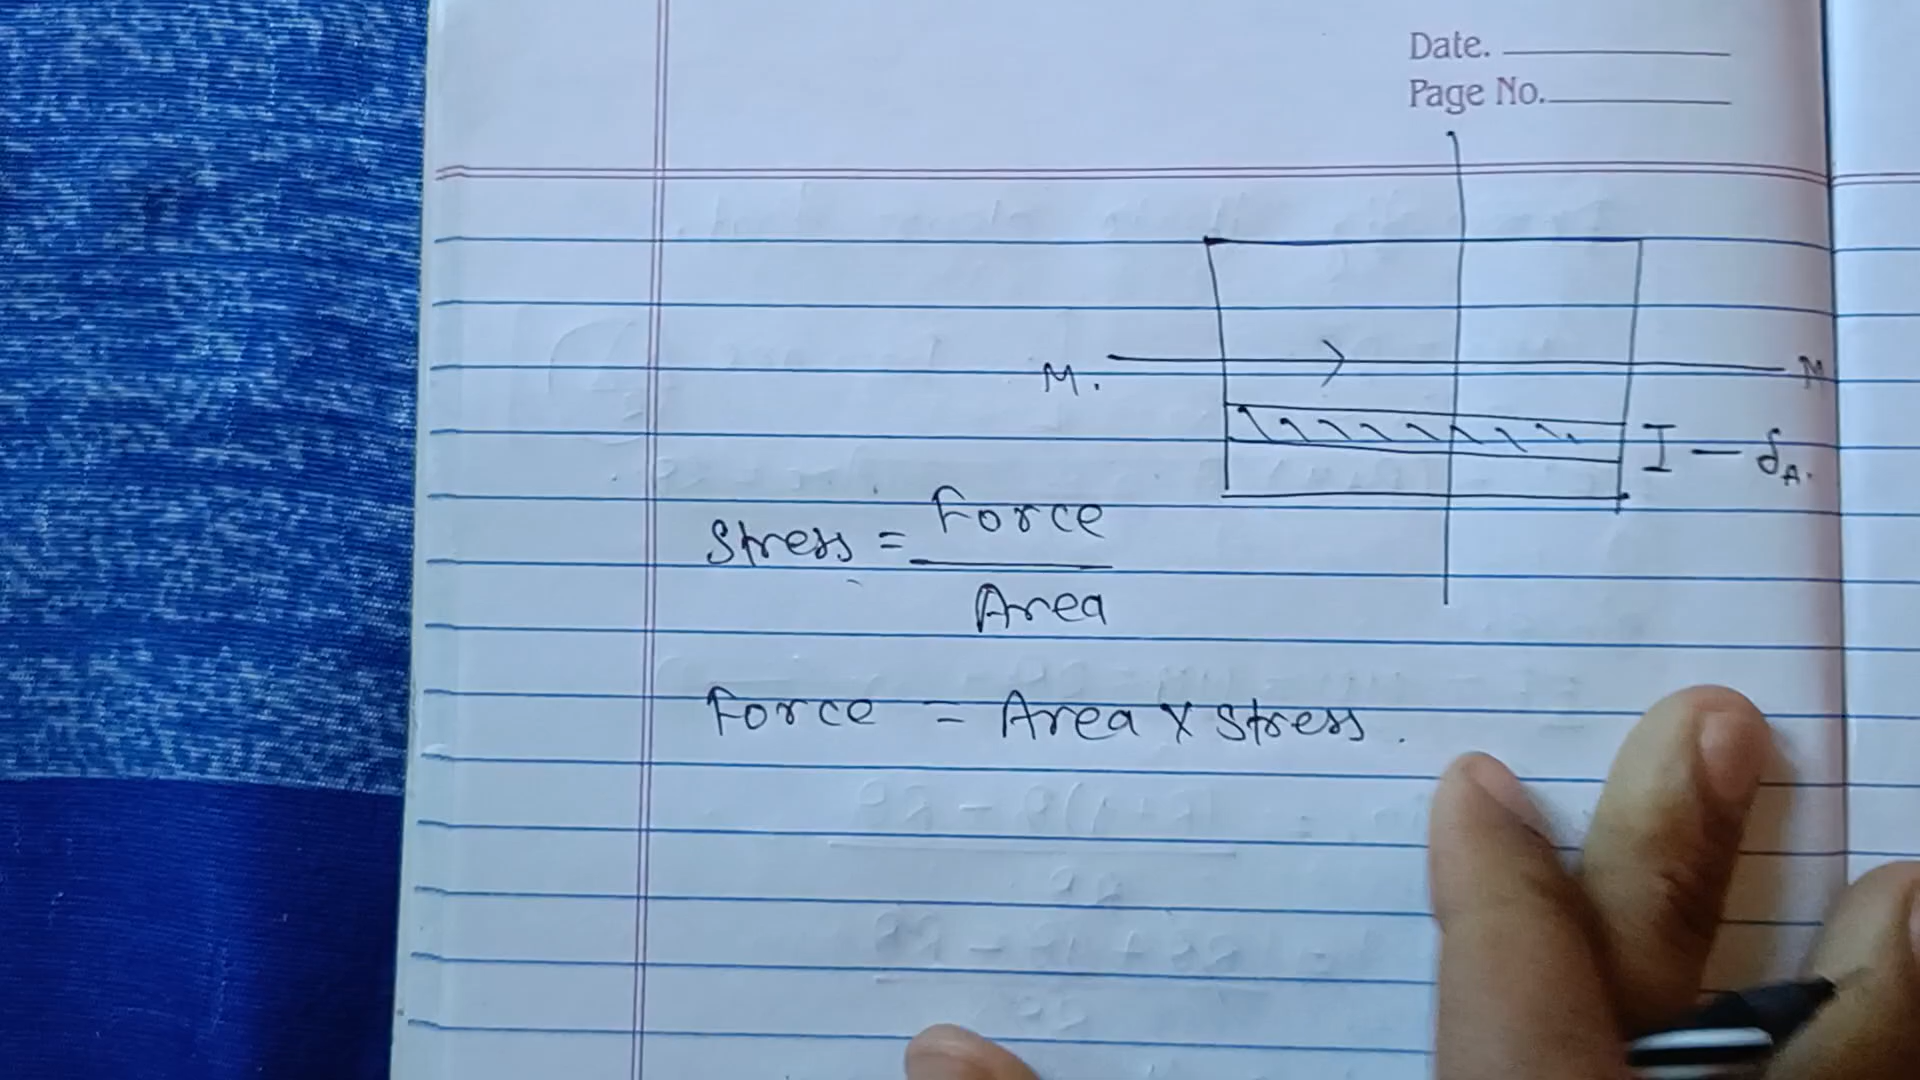 Date.
Page No.
M.
M
I - δA.
Stress = Force
Area
Force = Area X Stress.